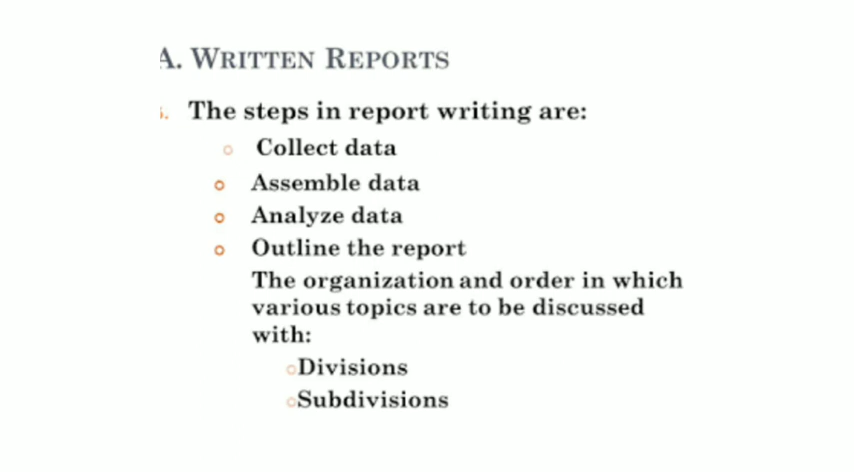 A. WRITTEN REPORTS
. The steps in report writing are:
Collect data
Assemble data
Analyze data
Outline the report
The organization and order in which
various topics are to be discussed
with:
Divisions
Subdivisions